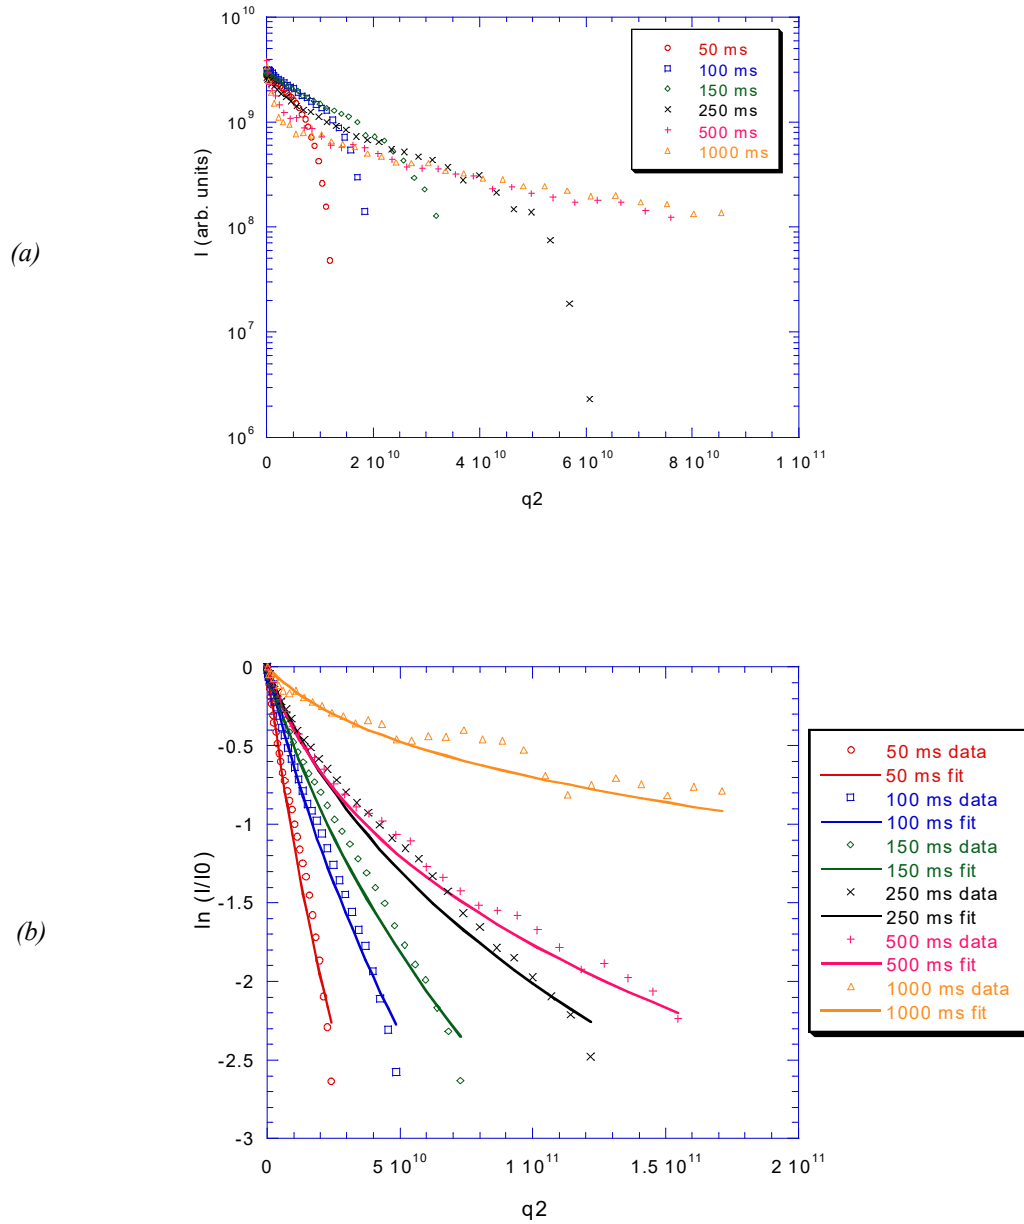 10^10
10^9
10^8
10^7
10^6
I (arb. units)
(a)
50 ms
100 ms
150 ms
250 ms
500 ms
1000 ms
0
2 10^10
4 10^10
6 10^10
8 10^10
1 10^11
q2
0
-0.5
-1
-1.5
-2
-2.5
-3
ln (I/I0)
(b)
50 ms data
50 ms fit
100 ms data
100 ms fit
150 ms data
150 ms fit
250 ms data
250 ms fit
500 ms data
500 ms fit
1000 ms data
1000 ms fit
0
5 10^10
1 10^11
1.5 10^11
2 10^11
q2